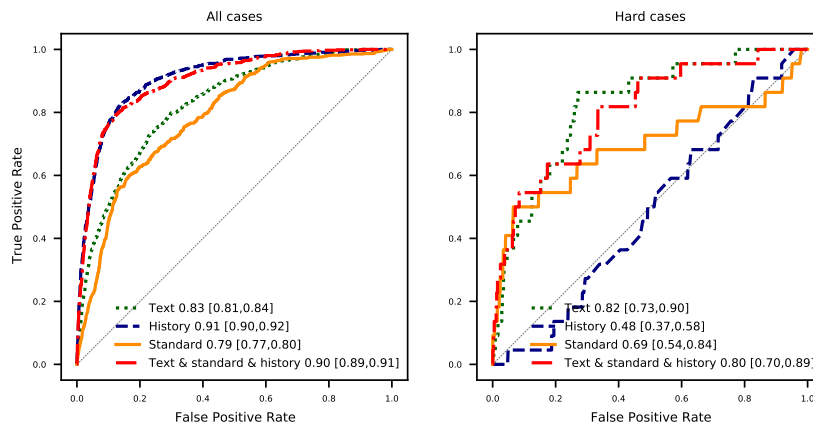 All cases
1.0
0.8
0.6
0.4
0.2
0.0
True Positive Rate
Text 0.83 [0.81,0.84]
History 0.91 [0.90,0.92]
Standard 0.79 [0.77,0.80]
Text & standard & history 0.90 [0.89,0.91]
0.0 0.2 0.4 0.6 0.8 1.0
False Positive Rate
Hard cases
1.0
0.8
0.6
0.4
0.2
0.0
Text 0.82 [0.73,0.90]
History 0.48 [0.37,0.58]
Standard 0.69 [0.54,0.84]
Text & standard & history 0.80 [0.70,0.89]
0.0 0.2 0.4 0.6 0.8 1.0
False Positive Rate